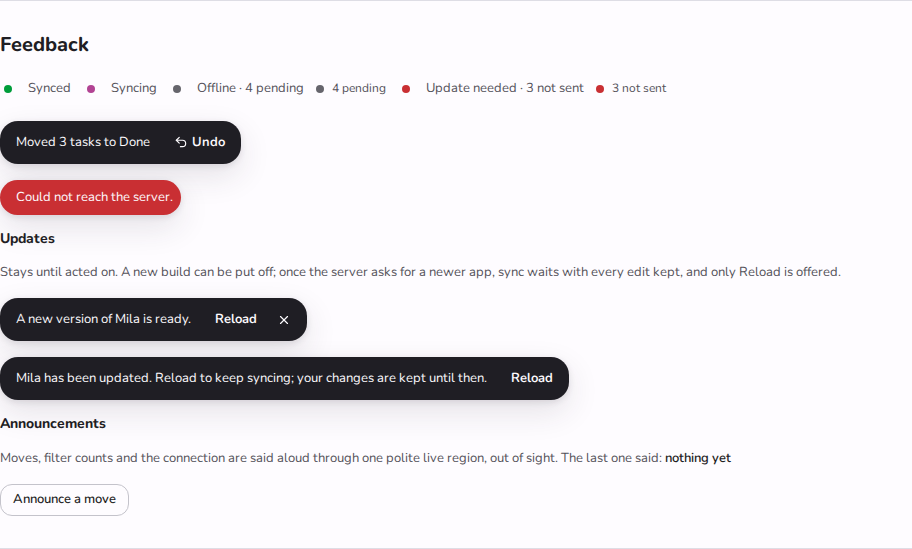 Feedback
Synced Syncing Offline · 4 pending 4 pending Update needed · 3 not sent 3 not sent
Moved 3 tasks to Done Undo
Could not reach the server.
Updates
Stays until acted on. A new build can be put off; once the server asks for a newer app, sync waits with every edit kept, and only Reload is offered.
A new version of Mila is ready. Reload
Mila has been updated. Reload to keep syncing; your changes are kept until then. Reload
Announcements
Moves, filter counts and the connection are said aloud through one polite live region, out of sight. The last one said: nothing yet
Announce a move